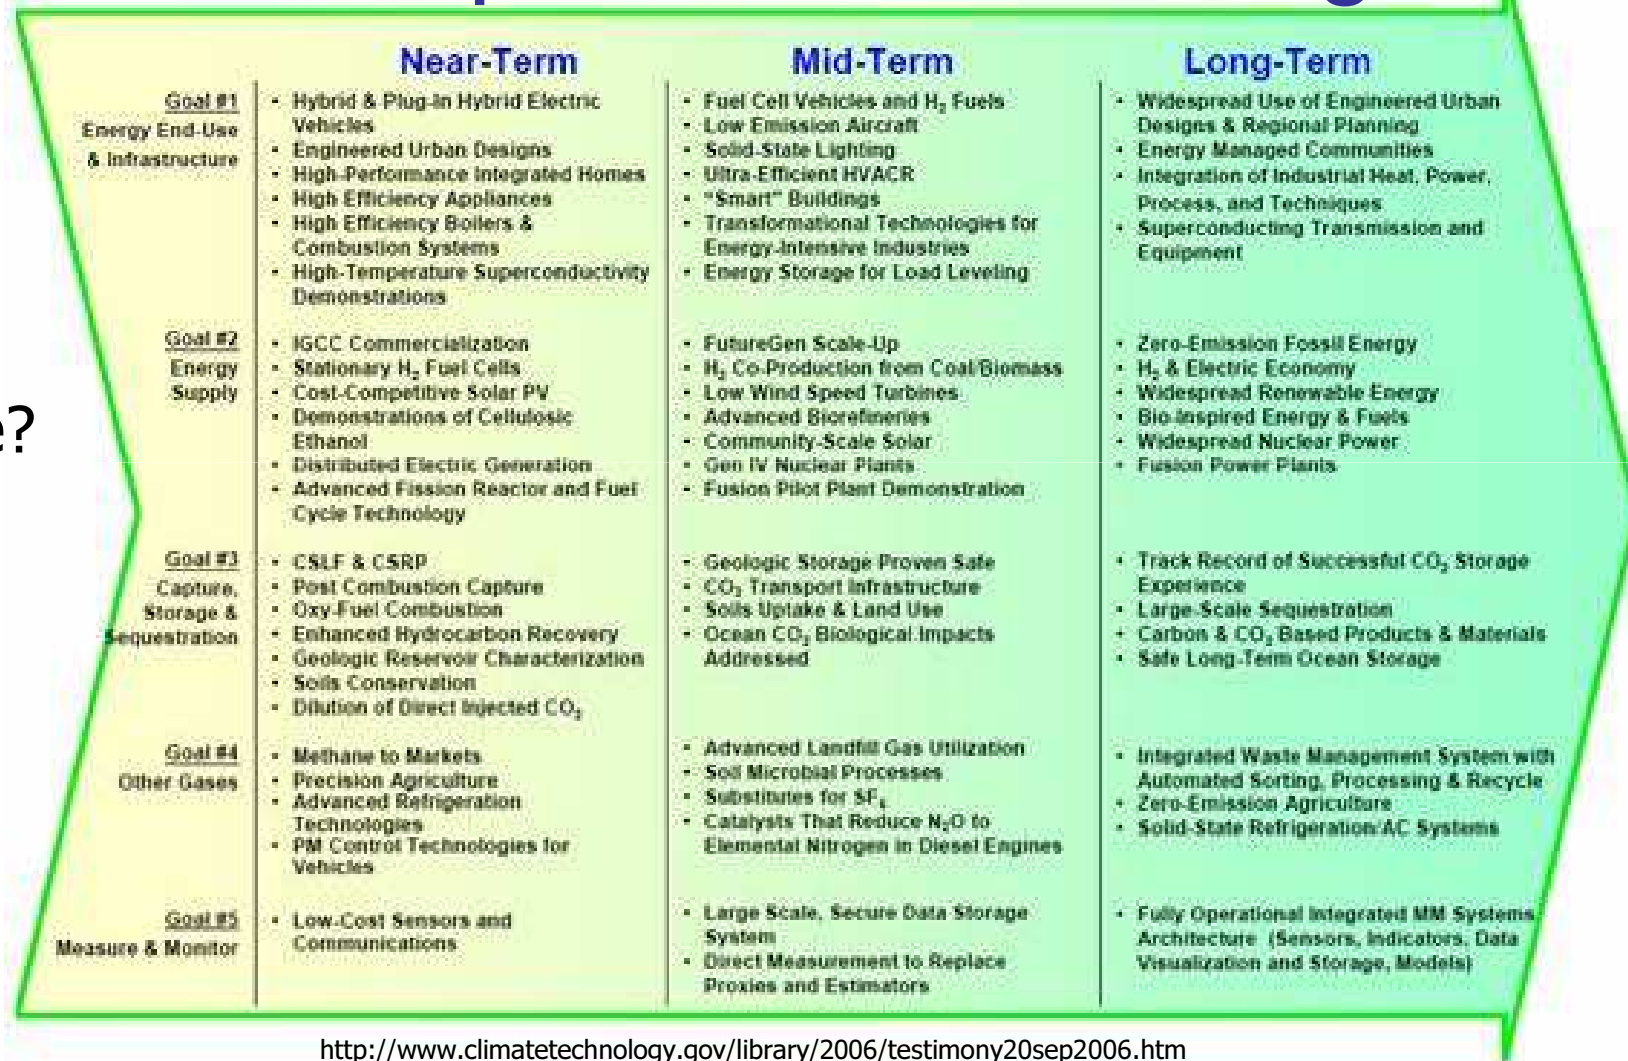 Near-Term
Mid-Term
Long-Term
Goal #1
Energy End-Use
& Infrastructure
• Hybrid & Plug-In Hybrid Electric
Vehicles
• Engineered Urban Designs
• High-Performance Integrated Homes
• High Efficiency Appliances
• High Efficiency Boilers &
Combustion Systems
• High-Temperature Superconductivity
Demonstrations
• Fuel Cell Vehicles and H₂ Fuels
• Low Emission Aircraft
• Solid-State Lighting
• Ultra-Efficient HVACR
• "Smart" Buildings
• Transformational Technologies for
Energy-Intensive Industries
• Energy Storage for Load Leveling
• Widespread Use of Engineered Urban
Designs & Regional Planning
• Energy Managed Communities
• Integration of Industrial Heat, Power,
Process, and Techniques
• Superconducting Transmission and
Equipment
Goal #2
Energy
Supply
• IGCC Commercialization
• Stationary H₂ Fuel Cells
• Cost-Competitive Solar PV
• Demonstrations of Cellulosic
Ethanol
• Distributed Electric Generation
• Advanced Fission Reactor and Fuel
Cycle Technology
• FutureGen Scale-Up
• H₂ Co-Production from Coal/Biomass
• Low Wind Speed Turbines
• Advanced Biorefineries
• Community-Scale Solar
• Gen IV Nuclear Plants
• Fusion Pilot Plant Demonstration
• Zero-Emission Fossil Energy
• H₂ & Electric Economy
• Widespread Renewable Energy
• Bio-Inspired Energy & Fuels
• Widespread Nuclear Power
• Fusion Power Plants
e?
Goal #3
Capture,
Storage &
Sequestration
• CSLF & CSRP
• Post Combustion Capture
• Oxy-Fuel Combustion
• Enhanced Hydrocarbon Recovery
• Geologic Reservoir Characterization
• Soils Conservation
• Dilution of Direct Injected CO₂
• Geologic Storage Proven Safe
• CO₂ Transport Infrastructure
• Soils Uptake & Land Use
• Ocean CO₂ Biological Impacts
Addressed
• Track Record of Successful CO₂ Storage
Experience
• Large-Scale Sequestration
• Carbon & CO₂ Based Products & Materials
• Safe Long-Term Ocean Storage
Goal #4
Other Gases
• Methane to Markets
• Precision Agriculture
• Advanced Refrigeration
Technologies
• PM Control Technologies for
Vehicles
• Advanced Landfill Gas Utilization
• Soil Microbial Processes
• Substitutes for SF₆
• Catalysts That Reduce N₂O to
Elemental Nitrogen in Diesel Engines
• Integrated Waste Management System with
Automated Sorting, Processing & Recycle
• Zero-Emission Agriculture
• Solid-State Refrigeration/AC Systems
Goal #5
Measure & Monitor
• Low-Cost Sensors and
Communications
• Large Scale, Secure Data Storage
System
• Direct Measurement to Replace
Proxies and Estimators
• Fully Operational Integrated MM Systems
Architecture (Sensors, Indicators, Data
Visualization and Storage, Models)
http://www.climatetechnology.gov/library/2006/testimony20sep2006.htm